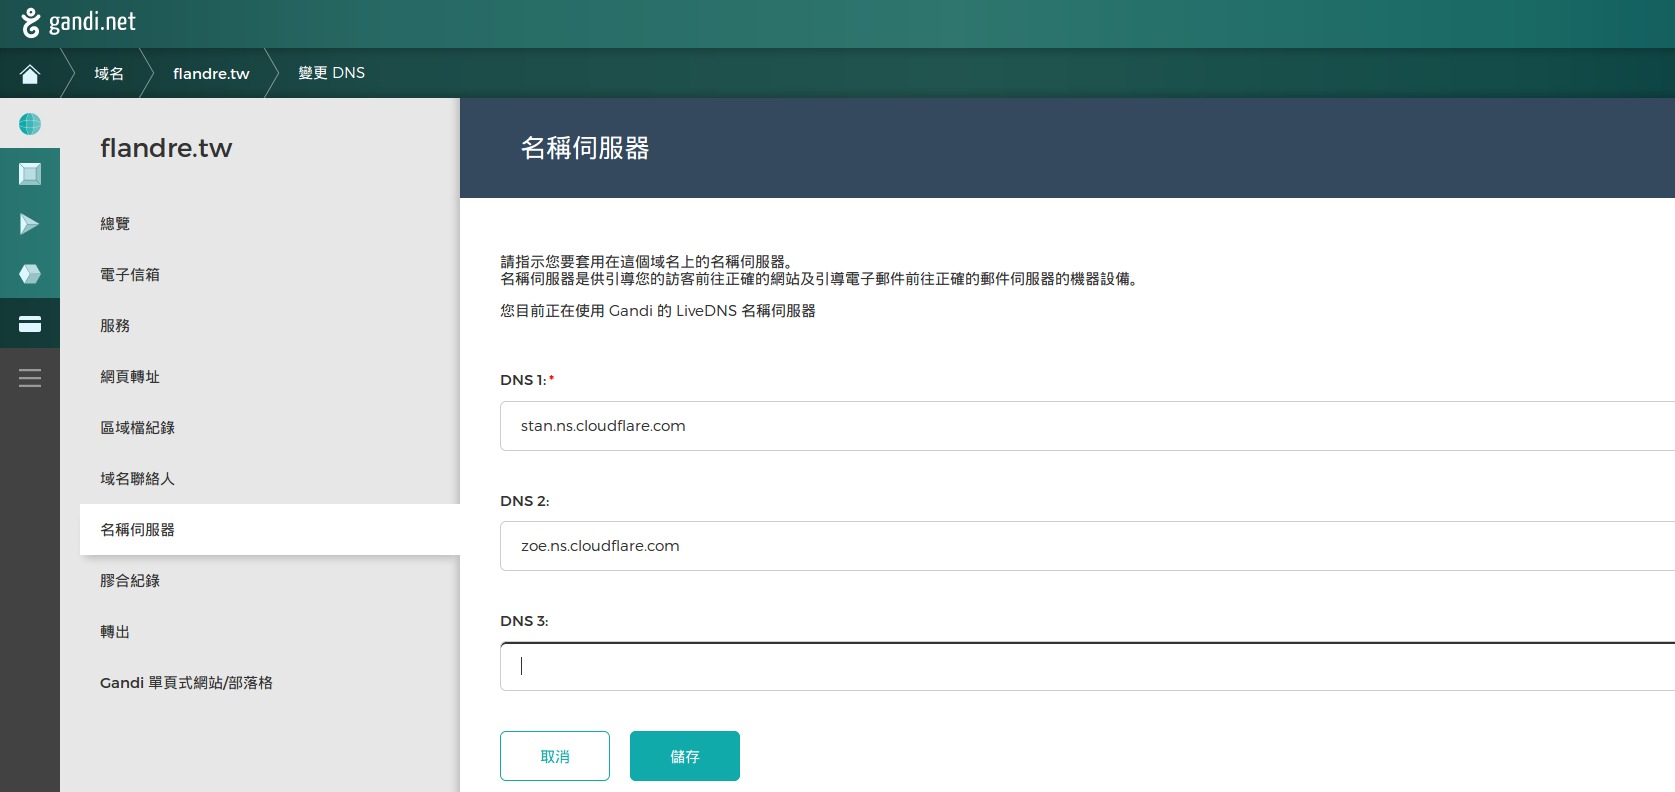 gandi.net
域名
flandre.tw
變更 DNS
flandre.tw
總覽
電子信箱
服務
網頁轉址
區域檔紀錄
域名聯絡人
名稱伺服器
膠合紀錄
轉出
Gandi 單頁式網站/部落格
名稱伺服器
請指示您要套用在這個域名上的名稱伺服器。
名稱伺服器是供引導您的訪客前往正確的網站及引導電子郵件前往正確的郵件伺服器的機器設備。
您目前正在使用 Gandi 的 LiveDNS 名稱伺服器
DNS 1: *
stan.ns.cloudflare.com
DNS 2:
zoe.ns.cloudflare.com
DNS 3:
取消
儲存